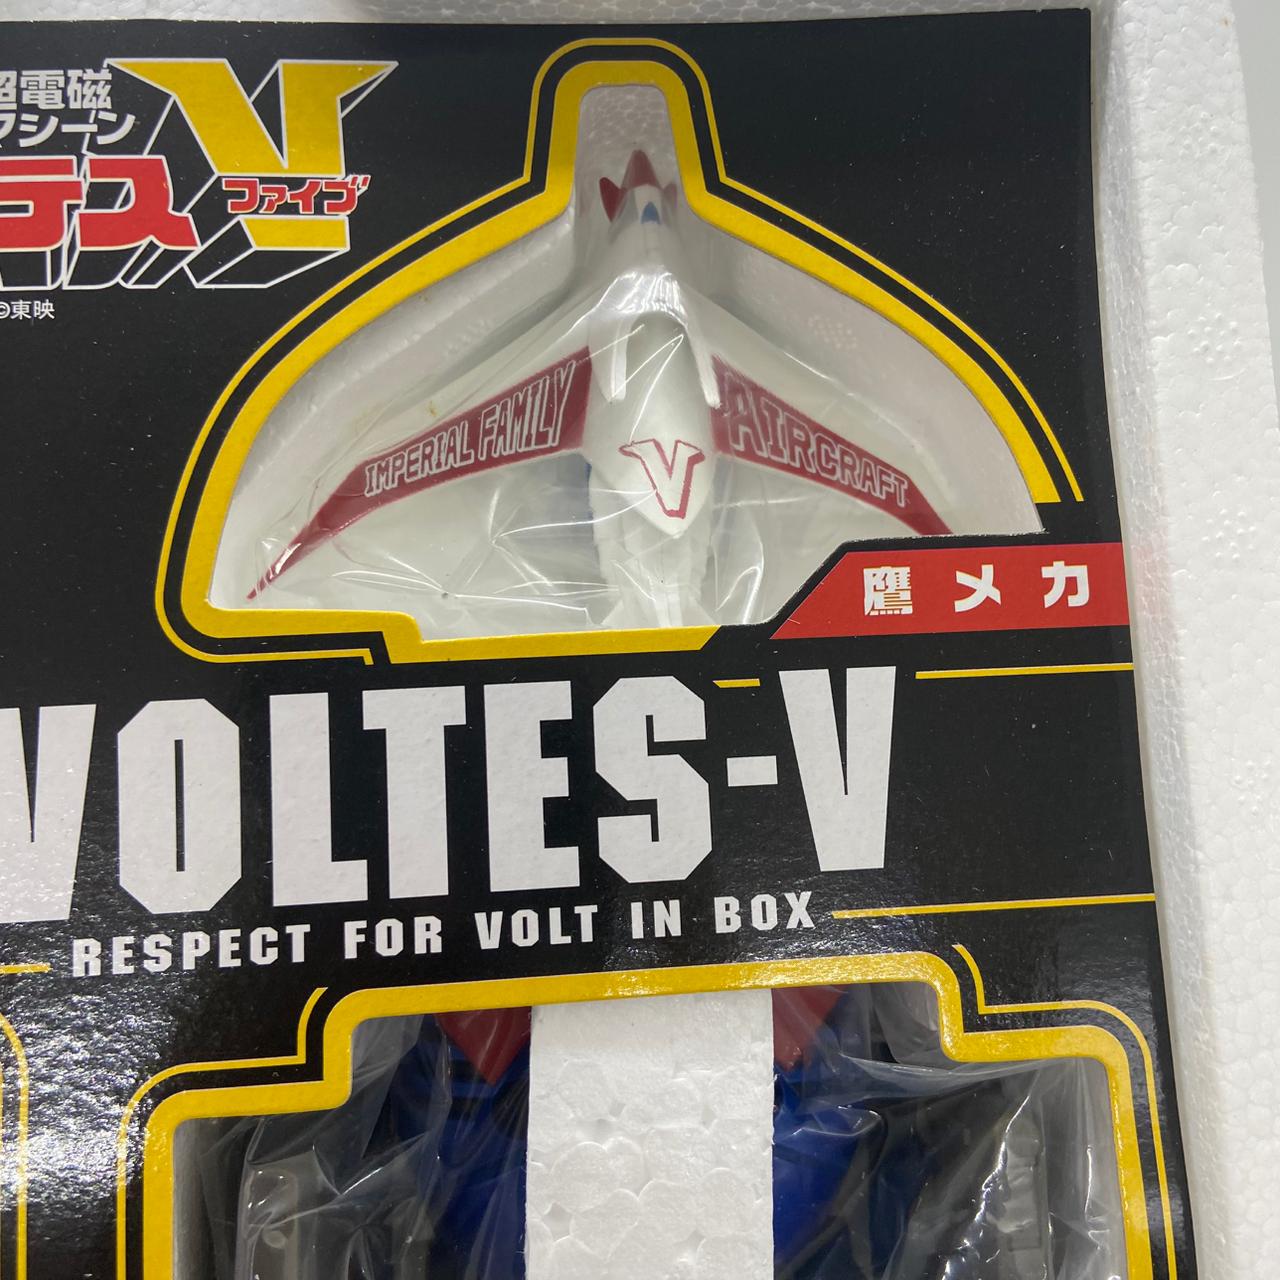 超電磁
マシーン
テス
V
ファイブ
©東映
IMPERIAL FAMILY
V
AIRCRAFT
鷹メカ
VOLTES-V
RESPECT FOR VOLT IN BOX